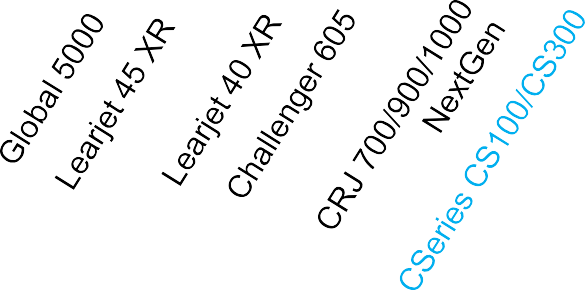 Global 5000
Learjet 45 XR
Learjet 40 XR
Challenger 605
CRJ 700/900/1000
NextGen
CSeries CS100/CS300